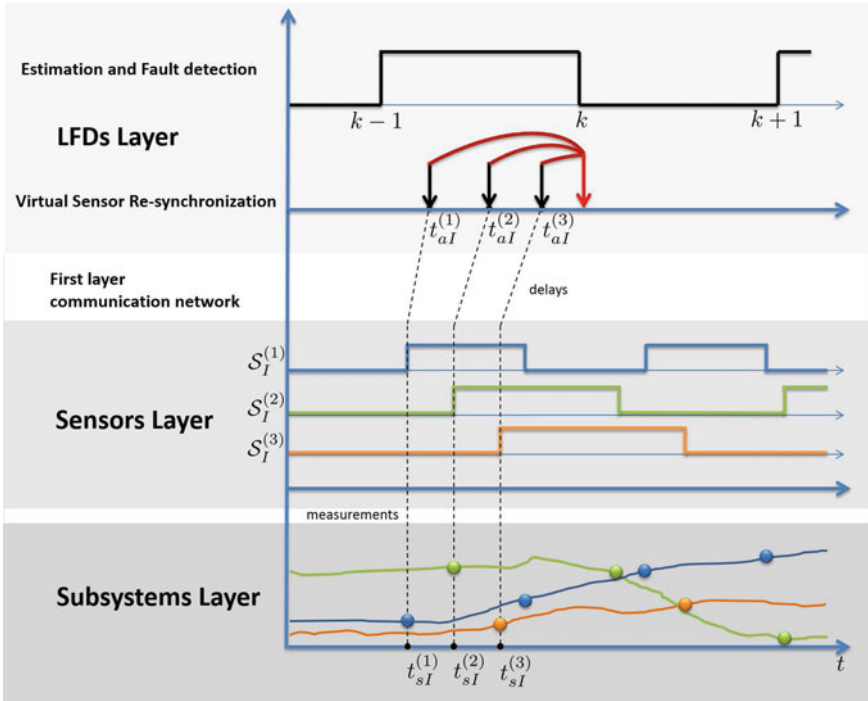 Estimation and Fault detection
k − 1
k
k + 1
LFDs Layer
Virtual Sensor Re-synchronization
t_{aI}^{(1)}
t_{aI}^{(2)}
t_{aI}^{(3)}
First layer
communication network
delays
S_I^{(1)}
S_I^{(2)}
Sensors Layer
S_I^{(3)}
measurements
Subsystems Layer
t_{sI}^{(1)}
t_{sI}^{(2)}
t_{sI}^{(3)}
t